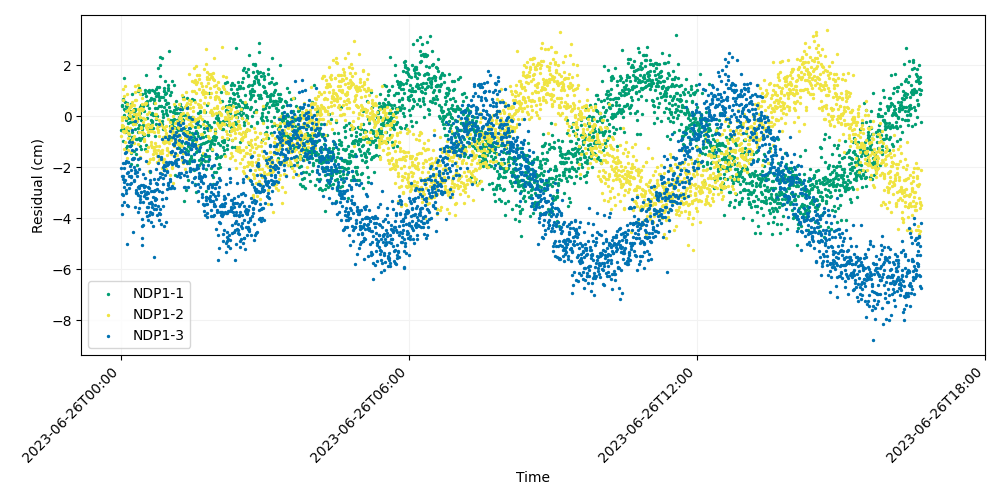 2
0
−2
−4
−6
−8
Residual (cm)
NDP1-1
NDP1-2
NDP1-3
2023-06-26T00:00
2023-06-26T06:00
2023-06-26T12:00
2023-06-26T18:00
Time